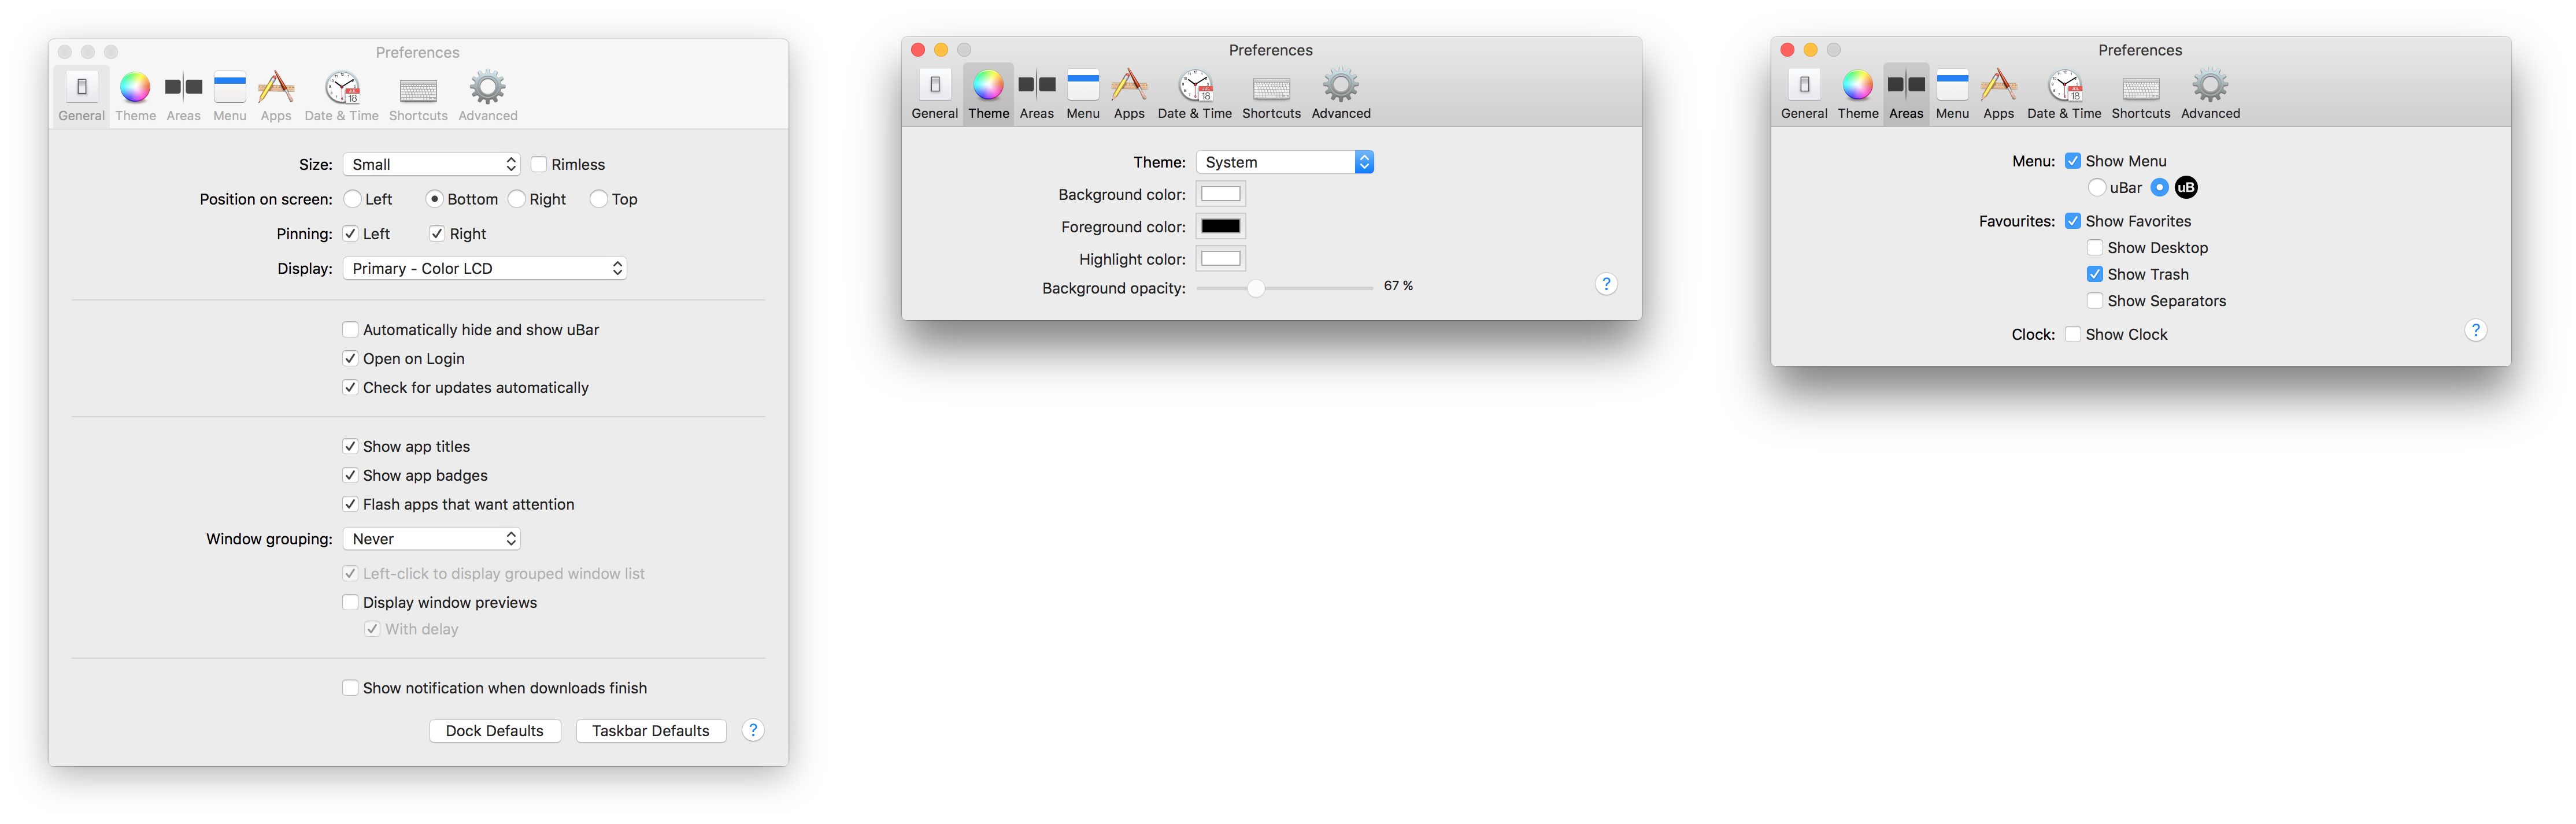 Preferences
General Theme Areas Menu Apps Date & Time Shortcuts Advanced
18
Size: Small Rimless
Position on screen: Left Bottom Right Top
Pinning: Left Right
Display: Primary - Color LCD
Automatically hide and show uBar
Open on Login
Check for updates automatically
Show app titles
Show app badges
Flash apps that want attention
Window grouping: Never
Left-click to display grouped window list
Display window previews
With delay
Show notification when downloads finish
Dock Defaults Taskbar Defaults ?
Preferences
General Theme Areas Menu Apps Date & Time Shortcuts Advanced
18
Theme: System
Background color:
Foreground color:
Highlight color:
Background opacity: 67 %
?
Preferences
General Theme Areas Menu Apps Date & Time Shortcuts Advanced
18
Menu: Show Menu
uBar uB
Favourites: Show Favorites
Show Desktop
Show Trash
Show Separators
Clock: Show Clock
?